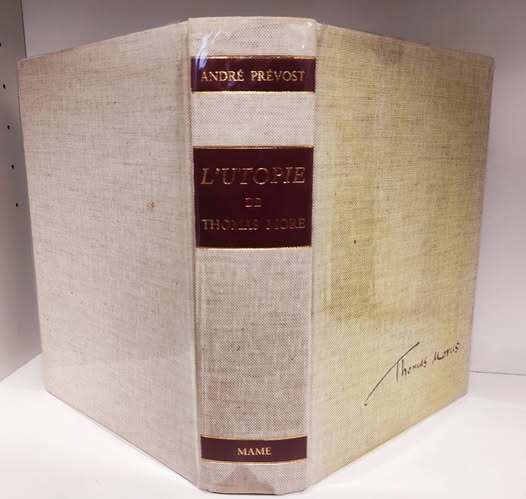 ANDRÉ PRÉVOST
L'UTOPIE
DE
THOMAS MORE
MAME
Thomas Morus